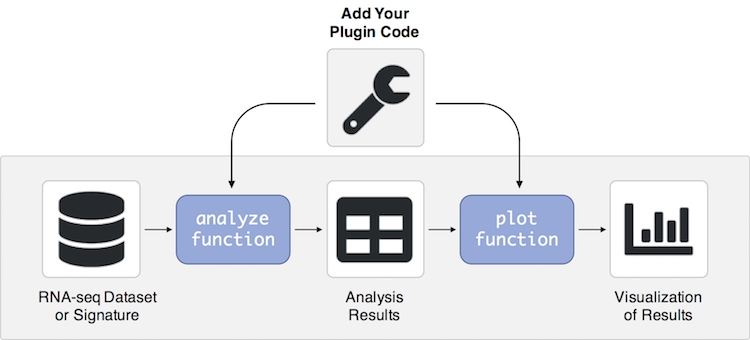 Add Your
Plugin Code
analyze
function
plot
function
RNA-seq Dataset
or Signature
Analysis
Results
Visualization
of Results